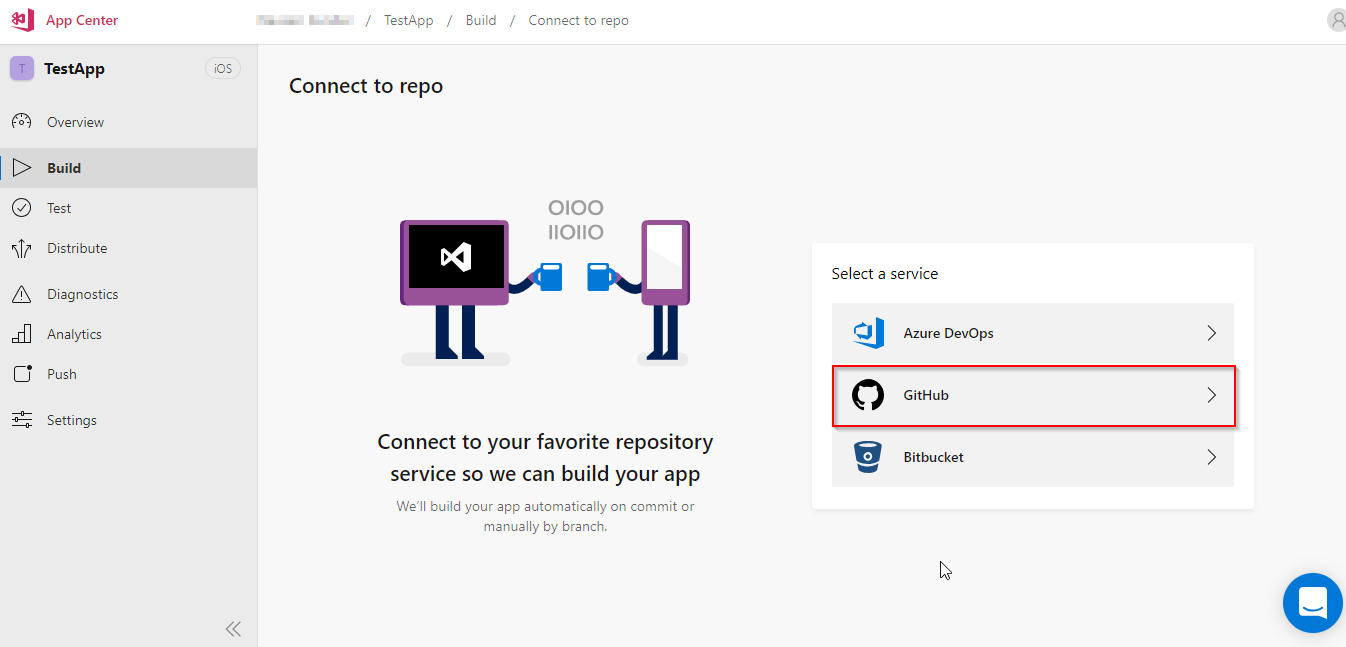 App Center
/ TestApp / Build / Connect to repo
T TestApp iOS
Overview
Build
Test
Distribute
Diagnostics
Analytics
Push
Settings
Connect to repo
OIOO
IIOIIO
Connect to your favorite repository
service so we can build your app
We'll build your app automatically on commit or
manually by branch.
Select a service
Azure DevOps
GitHub
Bitbucket